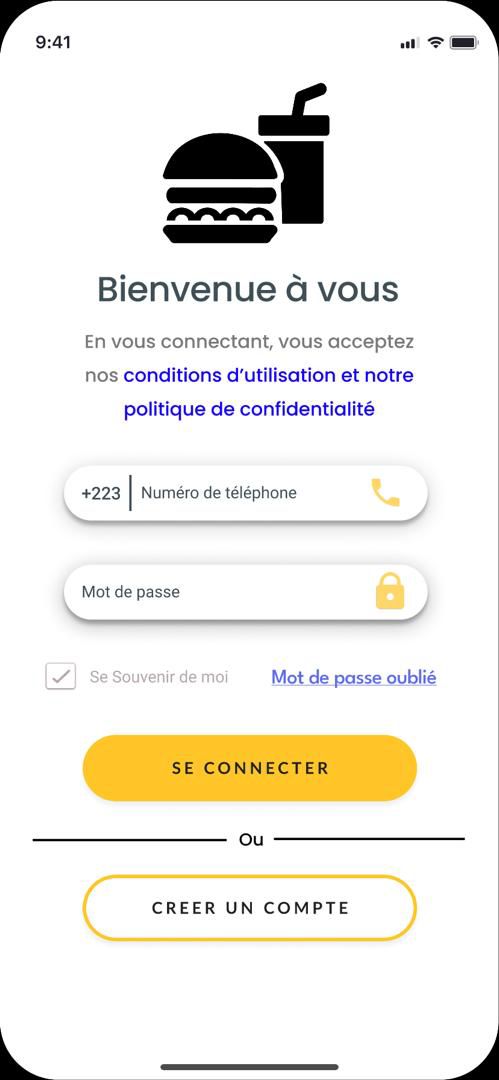 9:41
Bienvenue à vous
En vous connectant, vous acceptez
nos conditions d’utilisation et notre
politique de confidentialité
+223 Numéro de téléphone
Mot de passe
Se Souvenir de moi Mot de passe oublié
SE CONNECTER
Ou
CREER UN COMPTE